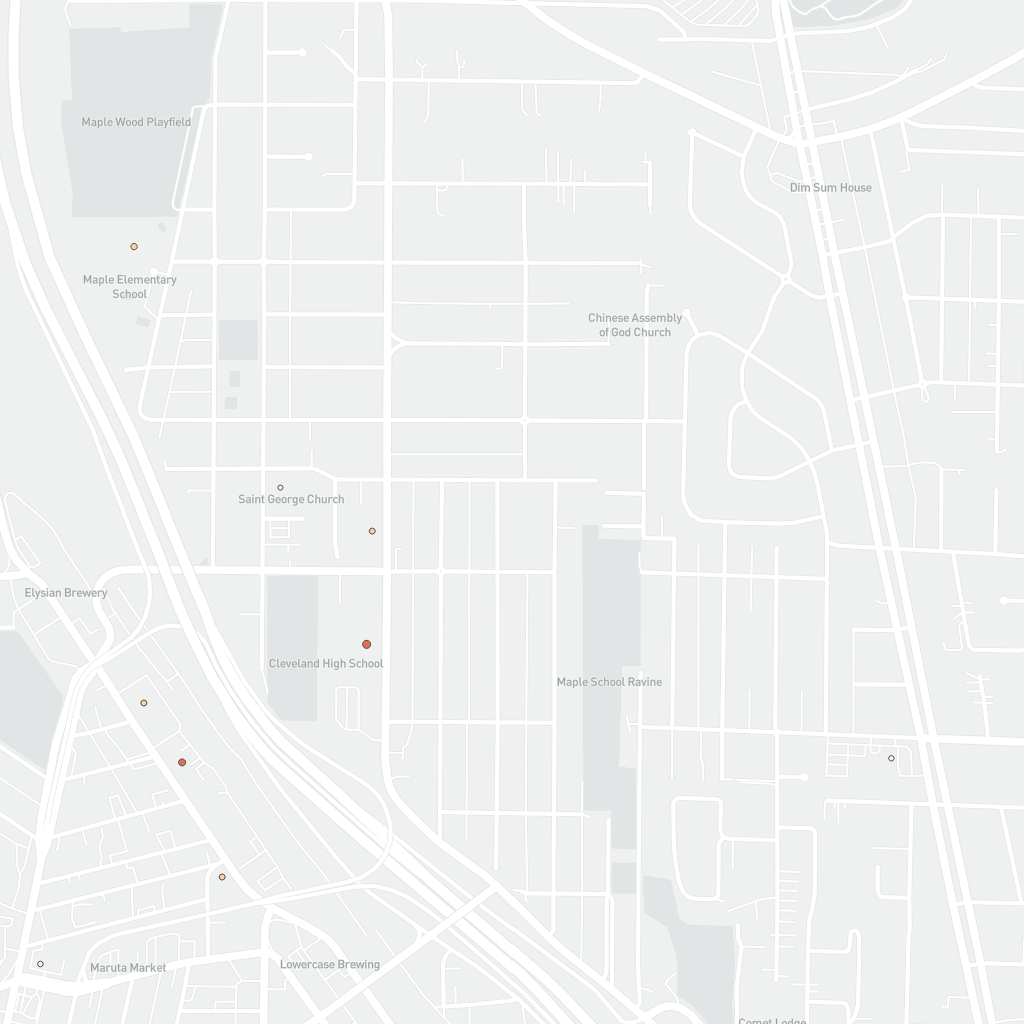 Maple Wood Playfield
Dim Sum House
Maple Elementary
School
Chinese Assembly
of God Church
Saint George Church
Elysian Brewery
Cleveland High School
Maple School Ravine
Maruta Market
Lowercase Brewing
Comet Lodge